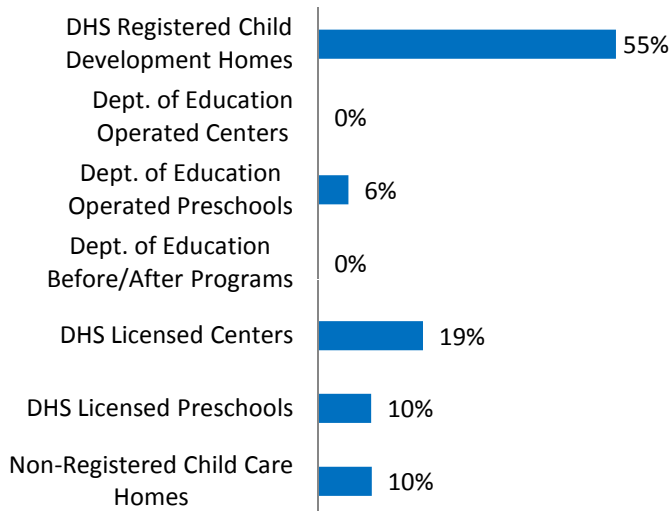 DHS Registered Child
Development Homes
55%
Dept. of Education
Operated Centers
0%
Dept. of Education
Operated Preschools
6%
Dept. of Education
Before/After Programs
0%
DHS Licensed Centers
19%
DHS Licensed Preschools
10%
Non-Registered Child Care
Homes
10%